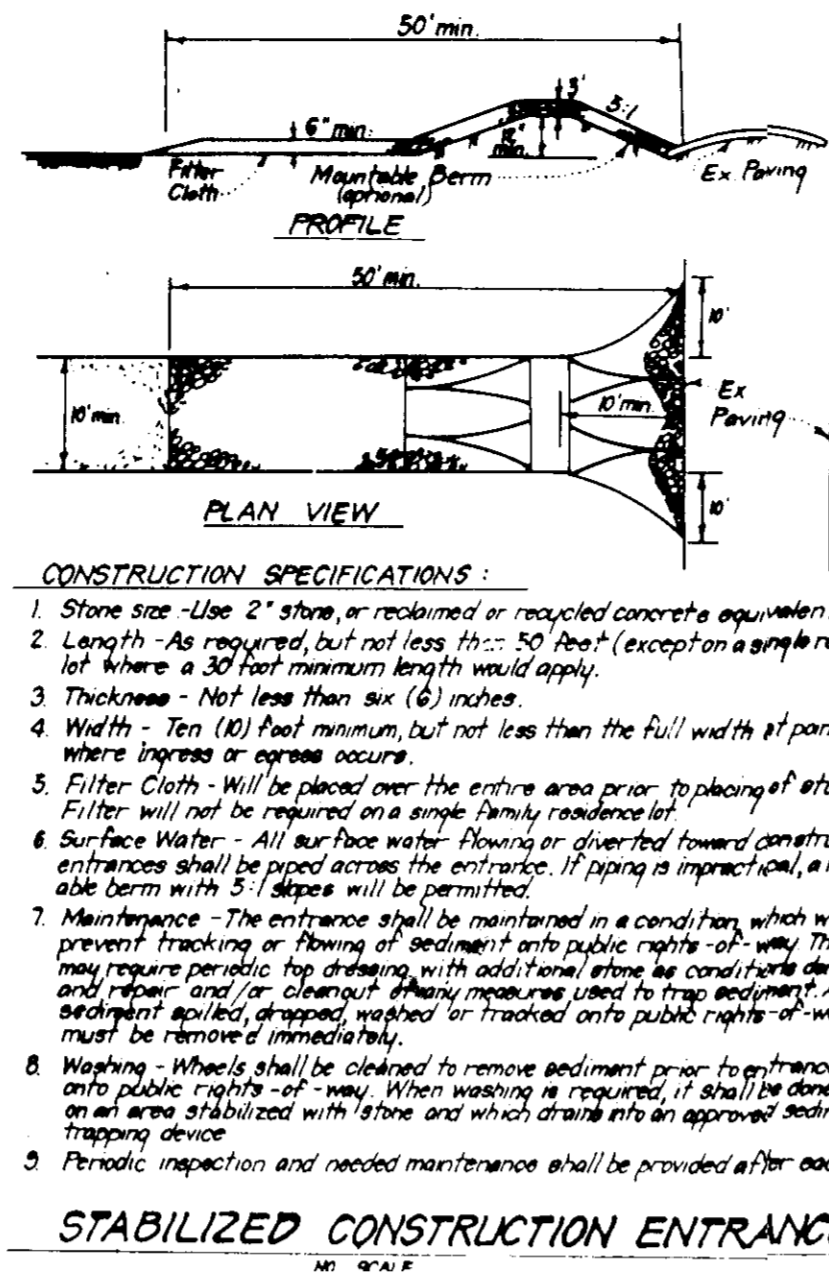 50' min.
3'
3:1
6" min.
12" min.
Filter Cloth
Mountable Berm
(optional)
Ex. Paving
PROFILE
50' min.
10'
10' min.
10' min.
Ex Paving
10'
PLAN VIEW
CONSTRUCTION SPECIFICATIONS :
1. Stone size - Use 2" stone, or reclaimed or recycled concrete equivalen
2. Length - As required, but not less than 50 feet (except on a single re
lot where a 30 foot minimum length would apply.
3. Thickness - Not less than six (6) inches.
4. Width - Ten (10) foot minimum, but not less than the full width at poin
where ingress or egress occurs.
5. Filter Cloth - Will be placed over the entire area prior to placing of sto
Filter will not be required on a single family residence lot.
6. Surface Water - All surface water flowing or diverted toward constru
entrances shall be piped across the entrance. If piping is impractical, a m
able berm with 5:1 slopes will be permitted.
7. Maintenance - The entrance shall be maintained in a condition, which w
prevent tracking or flowing of sediment onto public rights-of-way. Th
may require periodic top dressing with additional stone as conditions de
and repair and/or cleanout of any measures used to trap sediment. A
sediment spilled, dropped, washed or tracked onto public rights-of-wa
must be removed immediately.
8. Washing - Wheels shall be cleaned to remove sediment prior to entrance
onto public rights-of-way. When washing is required, it shall be done
on an area stabilized with stone and which drains into an approved sedim
trapping device
9. Periodic inspection and needed maintenance shall be provided after eac
STABILIZED CONSTRUCTION ENTRANC
NO SCALE